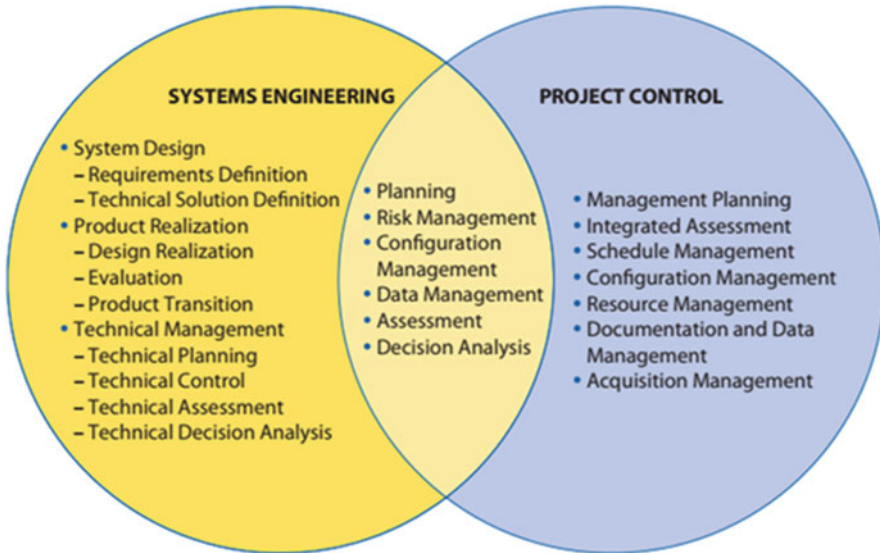 SYSTEMS ENGINEERING
• System Design
– Requirements Definition
– Technical Solution Definition
• Product Realization
– Design Realization
– Evaluation
– Product Transition
• Technical Management
– Technical Planning
– Technical Control
– Technical Assessment
– Technical Decision Analysis
• Planning
• Risk Management
• Configuration
Management
• Data Management
• Assessment
• Decision Analysis
PROJECT CONTROL
• Management Planning
• Integrated Assessment
• Schedule Management
• Configuration Management
• Resource Management
• Documentation and Data
Management
• Acquisition Management